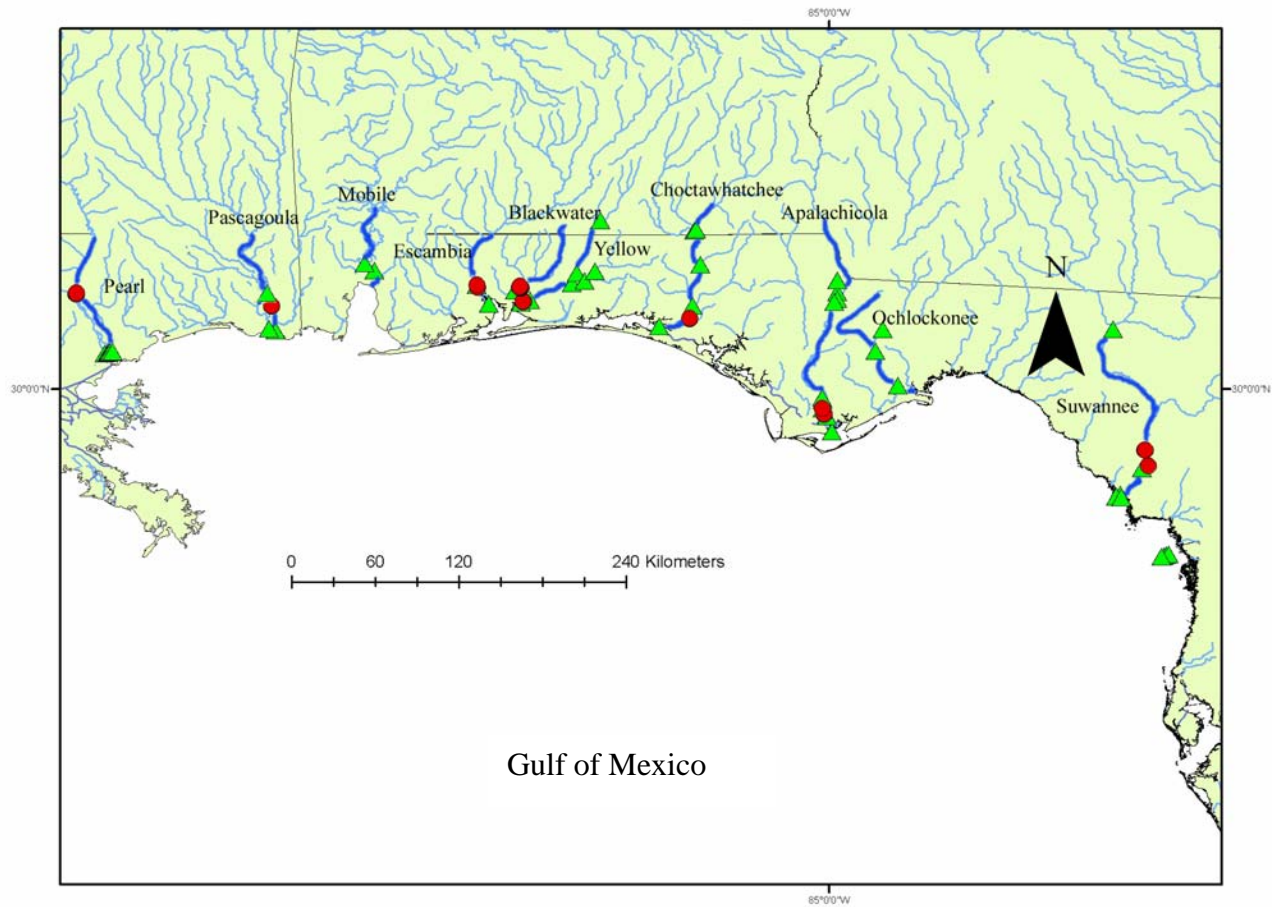 85°0'0"W
Choctawhatchee
Mobile
Blackwater
Apalachicola
Pascagoula
Escambia
Yellow
N
Pearl
Ochlockonee
30°0'0"N
30°0'0"N
Suwannee
0 60 120 240 Kilometers
Gulf of Mexico
85°0'0"W